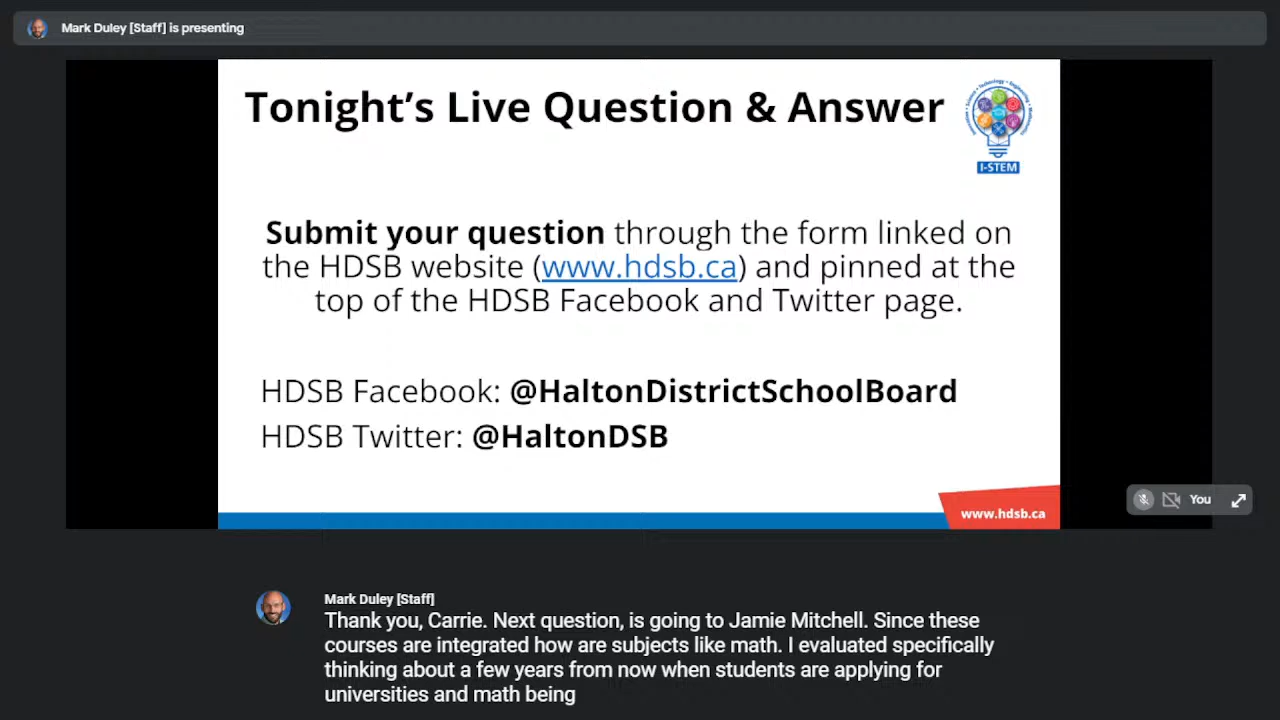 Mark Duley [Staff] is presenting
Tonight's Live Question & Answer
I-STEM
Submit your question through the form linked on
the HDSB website (www.hdsb.ca) and pinned at the
top of the HDSB Facebook and Twitter page.
HDSB Facebook: @HaltonDistrictSchoolBoard
HDSB Twitter: @HaltonDSB
www.hdsb.ca
You
Mark Duley [Staff]
Thank you, Carrie. Next question, is going to Jamie Mitchell. Since these
courses are integrated how are subjects like math. I evaluated specifically
thinking about a few years from now when students are applying for
universities and math being